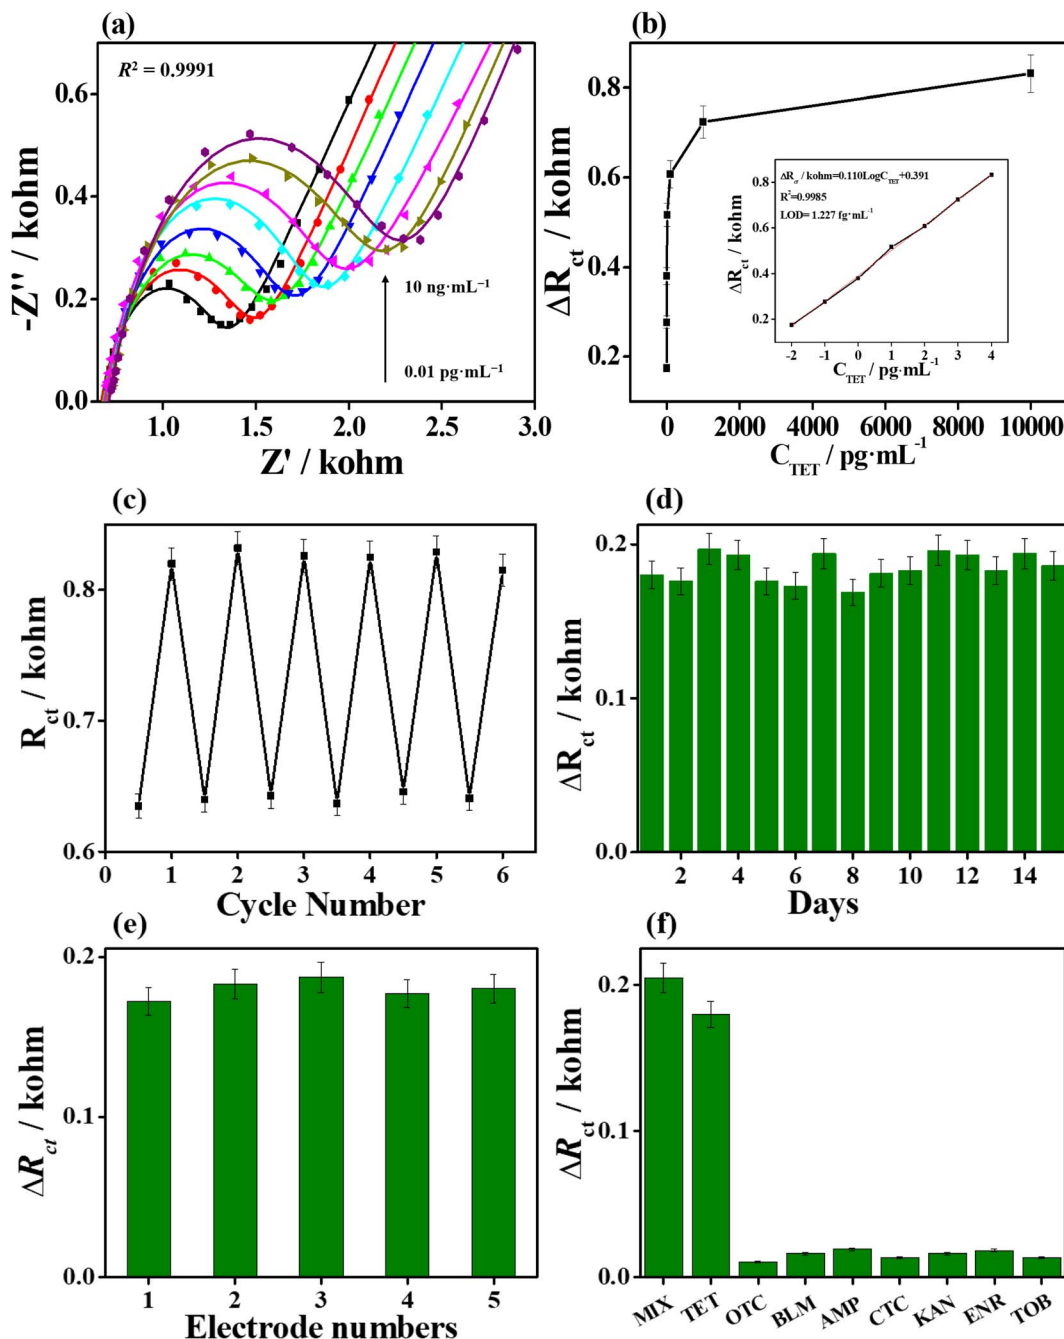 (a)
R² = 0.9991
10 ng·mL⁻¹
0.01 pg·mL⁻¹
-Z'' / kohm
0.6
0.4
0.2
0.0
1.0 1.5 2.0 2.5 3.0
Z' / kohm
(b)
ΔRct / kohm
0.8
0.6
0.4
0.2
0 2000 4000 6000 8000 10000
CTET / pg·mL⁻¹
ΔRct / kohm=0.110LogCTET+0.391
R²=0.9985
LOD= 1.227 fg·mL⁻¹
ΔRct / kohm
0.8
0.6
0.4
0.2
-2 -1 0 1 2 3 4
CTET / pg·mL⁻¹
(c)
Rct / kohm
0.8
0.7
0.6
0 1 2 3 4 5 6
Cycle Number
(d)
ΔRct / kohm
0.2
0.1
0.0
2 4 6 8 10 12 14
Days
(e)
ΔRct / kohm
0.2
0.1
0.0
1 2 3 4 5
Electrode numbers
(f)
ΔRct / kohm
0.2
0.1
0.0
MIX TET OTC BLM AMP CTC KAN ENR TOB